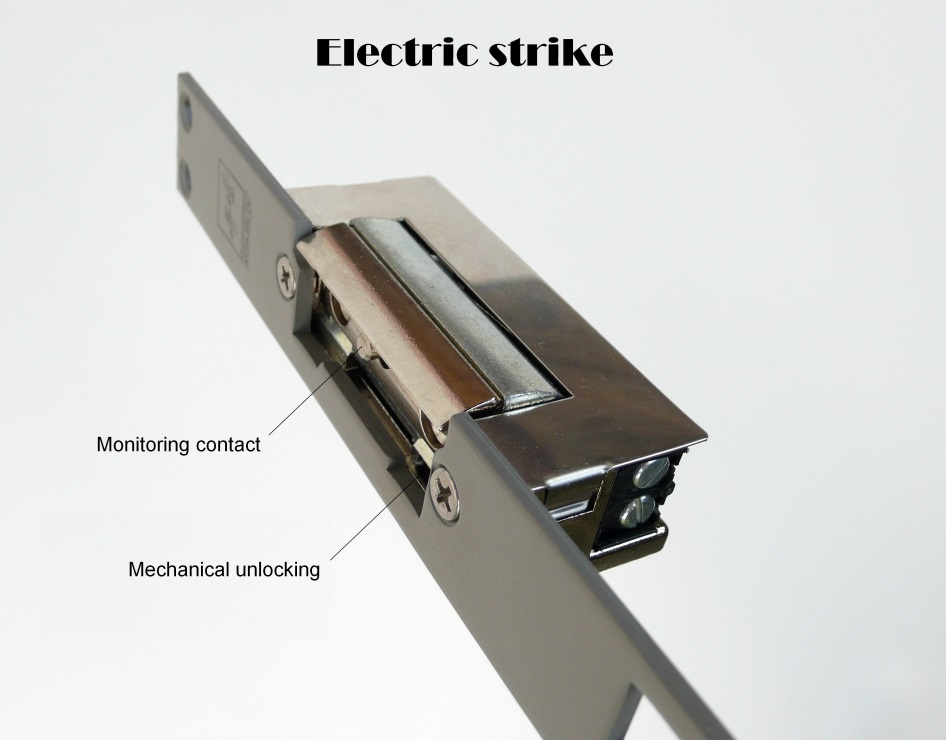 Electric strike
Monitoring contact
Mechanical unlocking